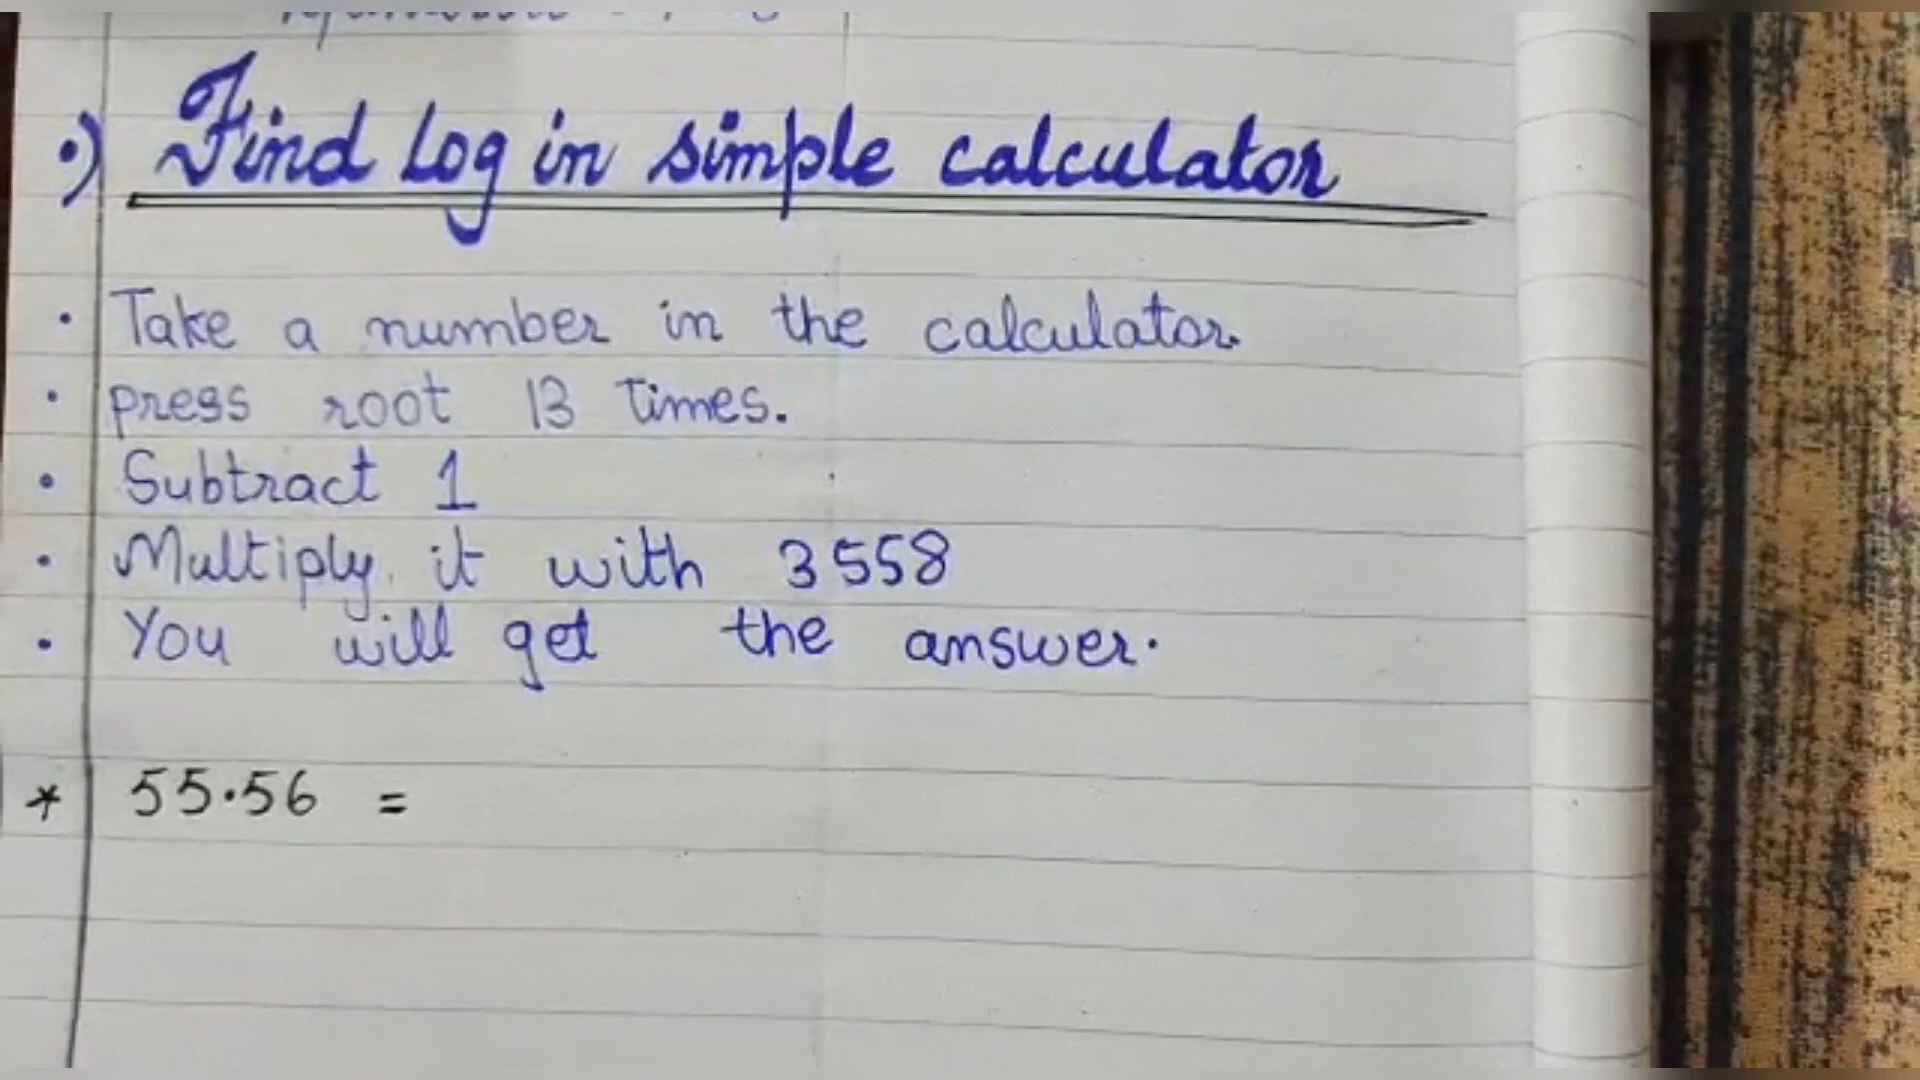 •) Find Log in simple calculator
• Take a number in the calculator.
• press root 13 times.
• Subtract 1
• Multiply it with 3558
• You will get the answer.
* 55.56 =